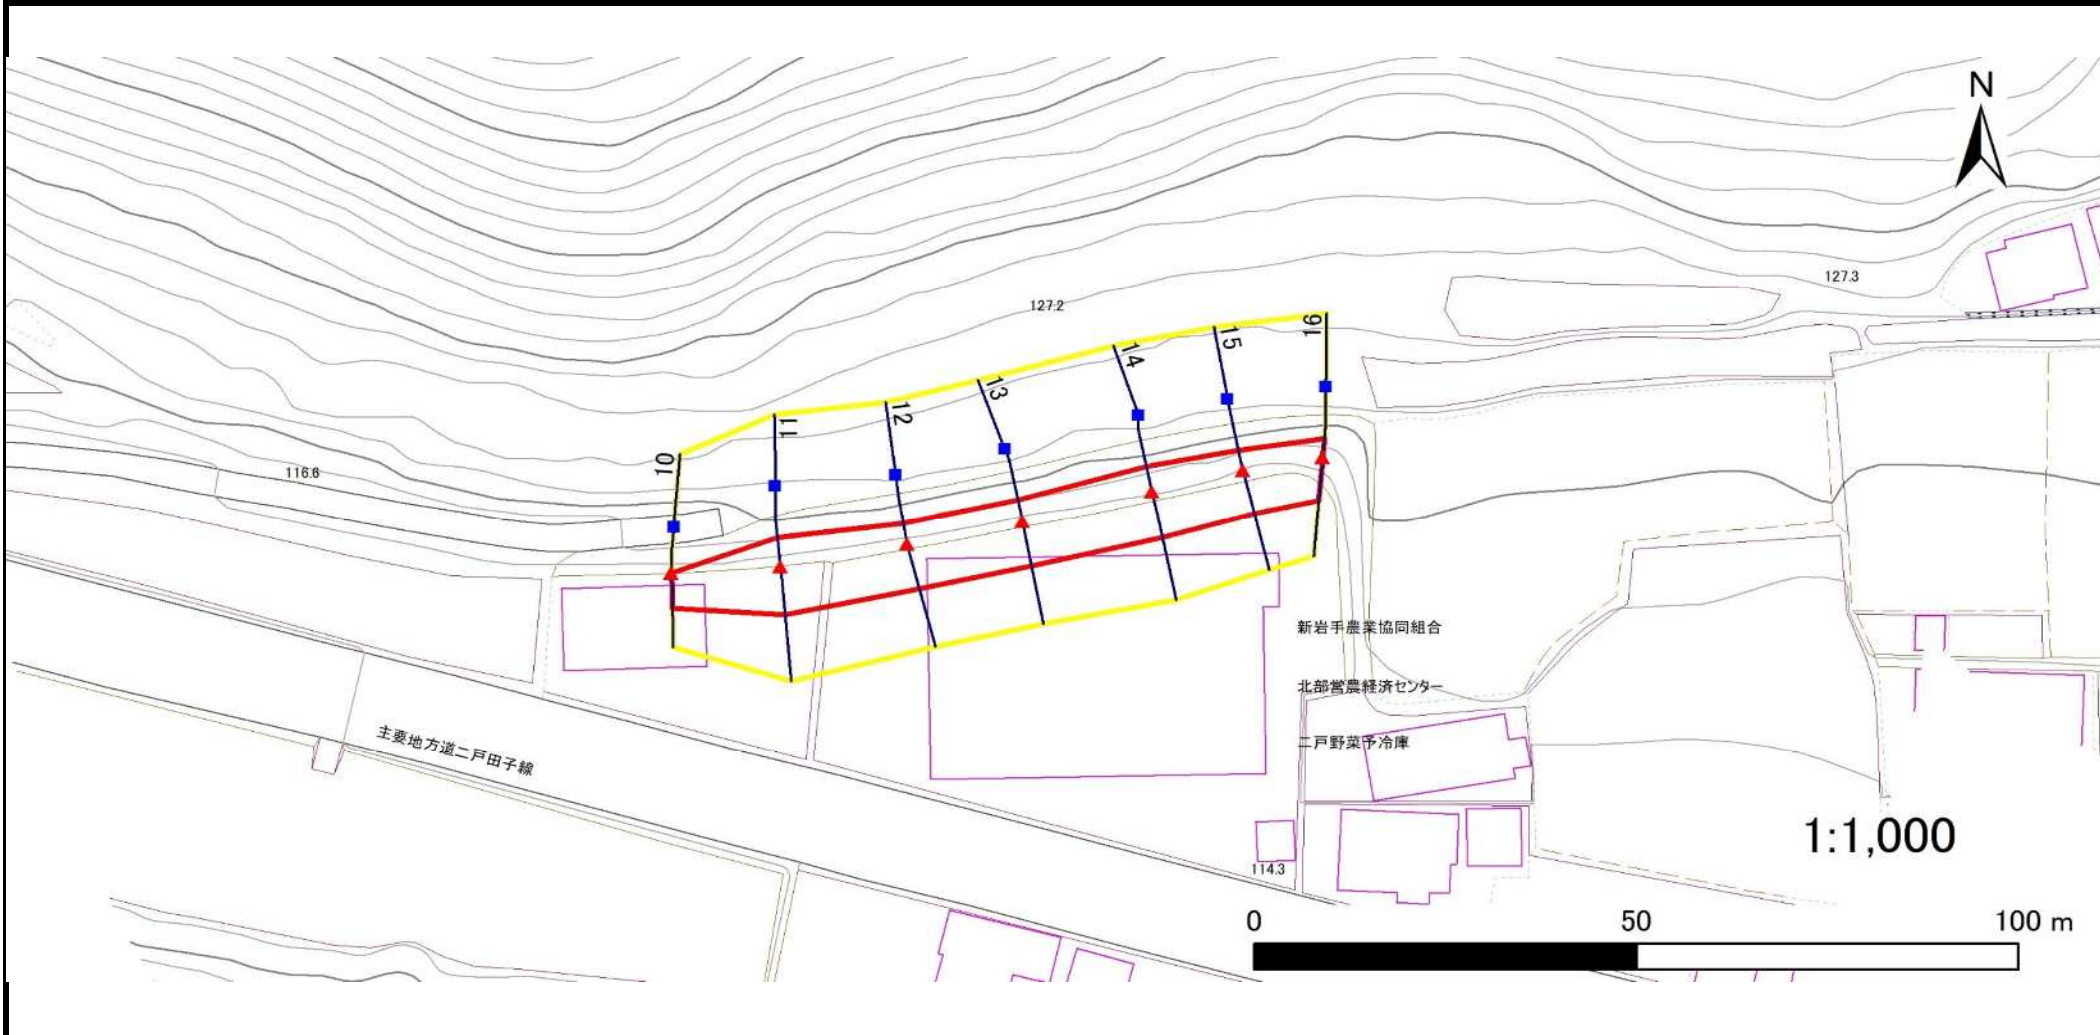 N
127.3
127.2
16
15
14
13
12
11
10
116.6
新岩手農業協同組合
北部営農経済センター
二戸野菜予冷庫
主要地方道二戸田子線
1:1,000
114.3
0 50 100 m